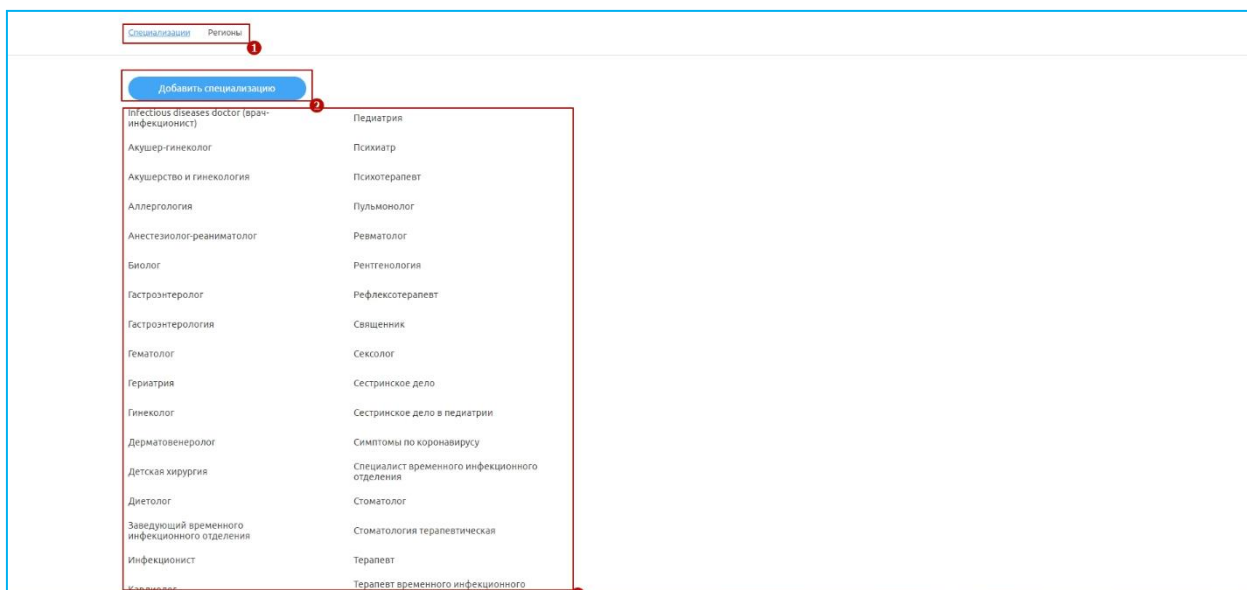 Специализации Регионы
1
Добавить специализацию
2
Infectious diseases doctor (врач-
инфекционист)
Акушер-гинеколог
Акушерство и гинекология
Аллергология
Анестезиолог-реаниматолог
Биолог
Гастроэнтеролог
Гастроэнтерология
Гематолог
Гериатрия
Гинеколог
Дерматовенеролог
Детская хирургия
Диетолог
Заведующий временного
инфекционного отделения
Инфекционист
Кардиолог
Педиатрия
Психиатр
Психотерапевт
Пульмонолог
Ревматолог
Рентгенология
Рефлексотерапевт
Священник
Сексолог
Сестринское дело
Сестринское дело в педиатрии
Симптомы по коронавирусу
Специалист временного инфекционного
отделения
Стоматолог
Стоматология терапевтическая
Терапевт
Терапевт временного инфекционного